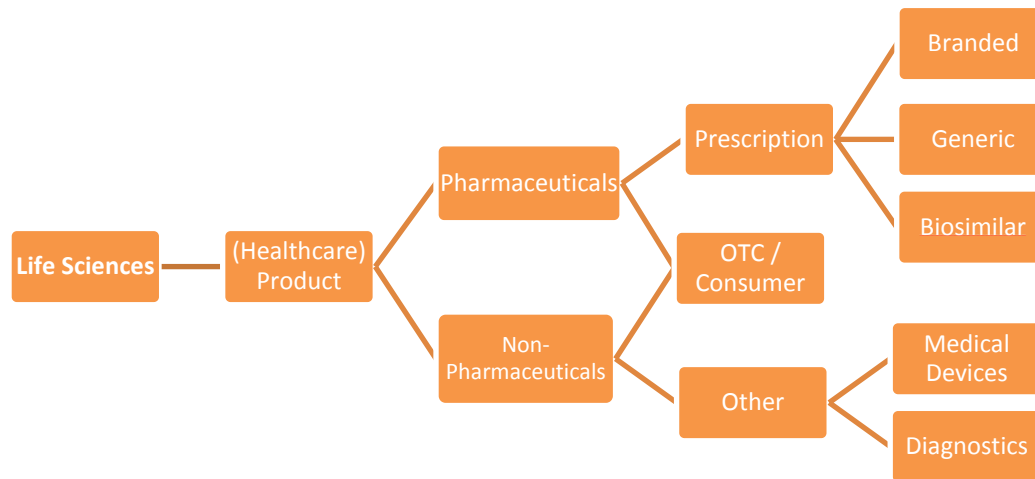 Branded
Prescription
Generic
Pharmaceuticals
Biosimilar
Life Sciences
(Healthcare)
Product
OTC /
Consumer
Non-
Pharmaceuticals
Medical
Devices
Other
Diagnostics